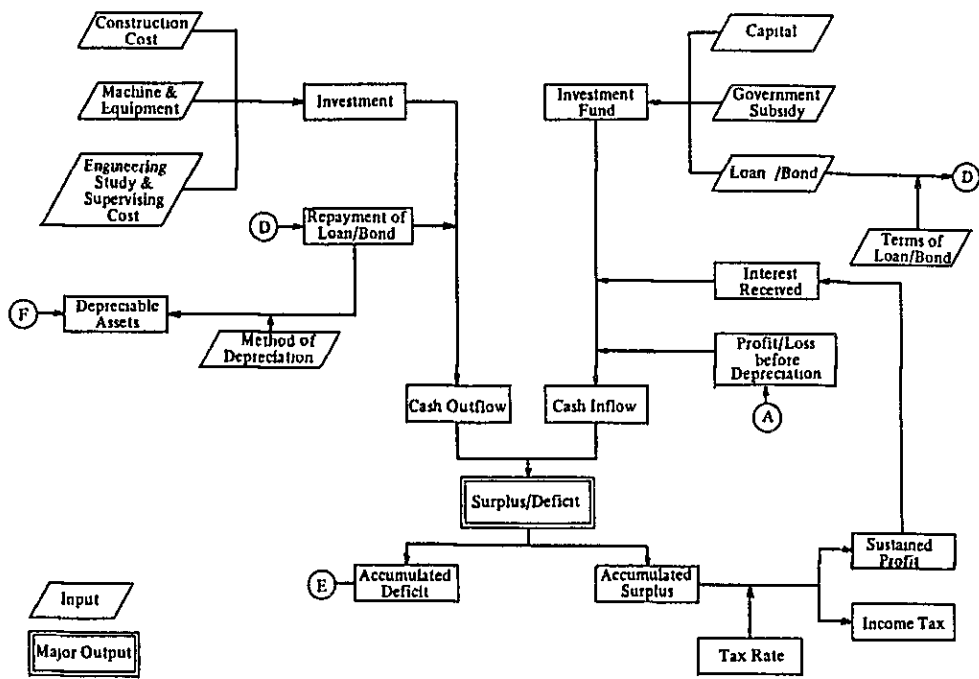 Construction
Cost
Machine &
Equipment
Engineering
Study &
Supervising
Cost
Investment
D
Repayment of
Loan/Bond
F
Depreciable
Assets
Method of
Depreciation
Cash Outflow
Capital
Government
Subsidy
Investment
Fund
Loan /Bond
D
Terms of
Loan/Bond
Interest
Received
Profit/Loss
before
Depreciation
A
Cash Inflow
Surplus/Deficit
E
Accumulated
Deficit
Accumulated
Surplus
Sustained
Profit
Income Tax
Tax Rate
Input
Major Output